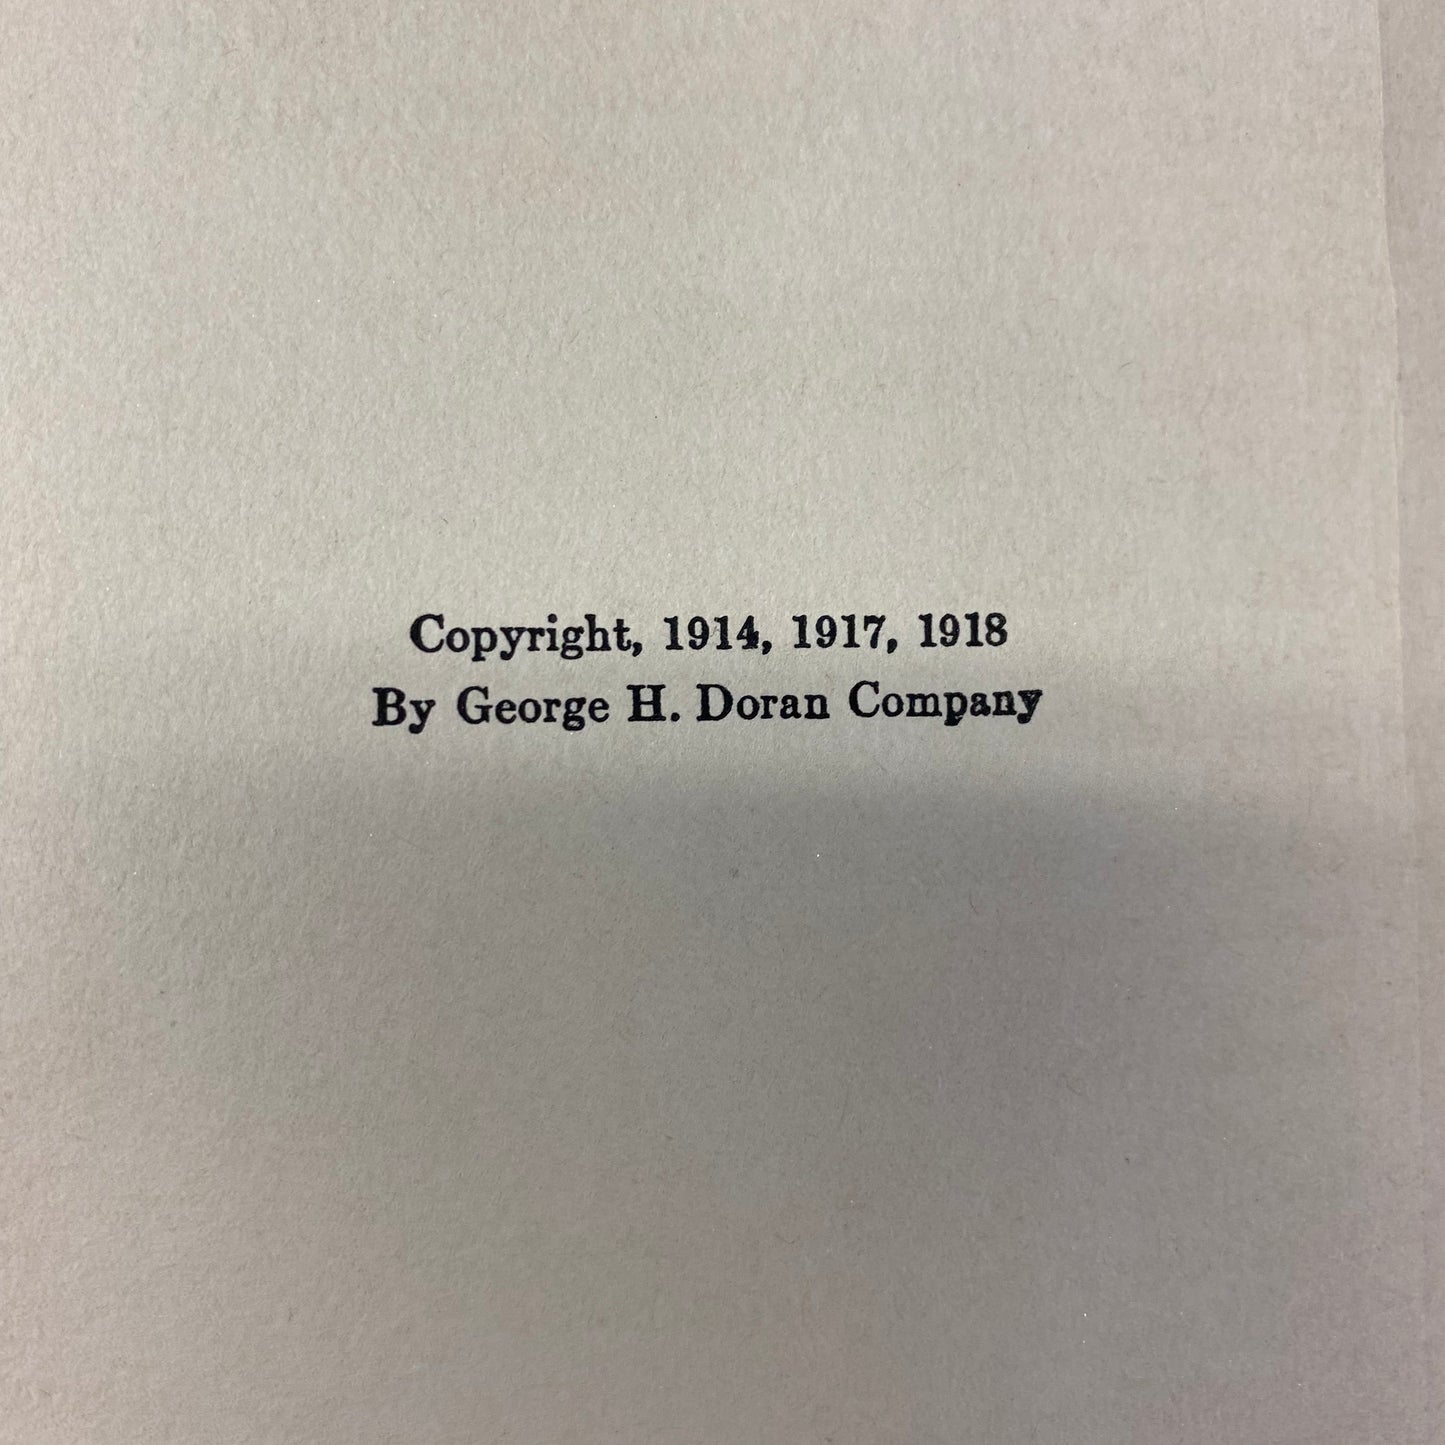 Copyright, 1914, 1917, 1918
By George H. Doran Company